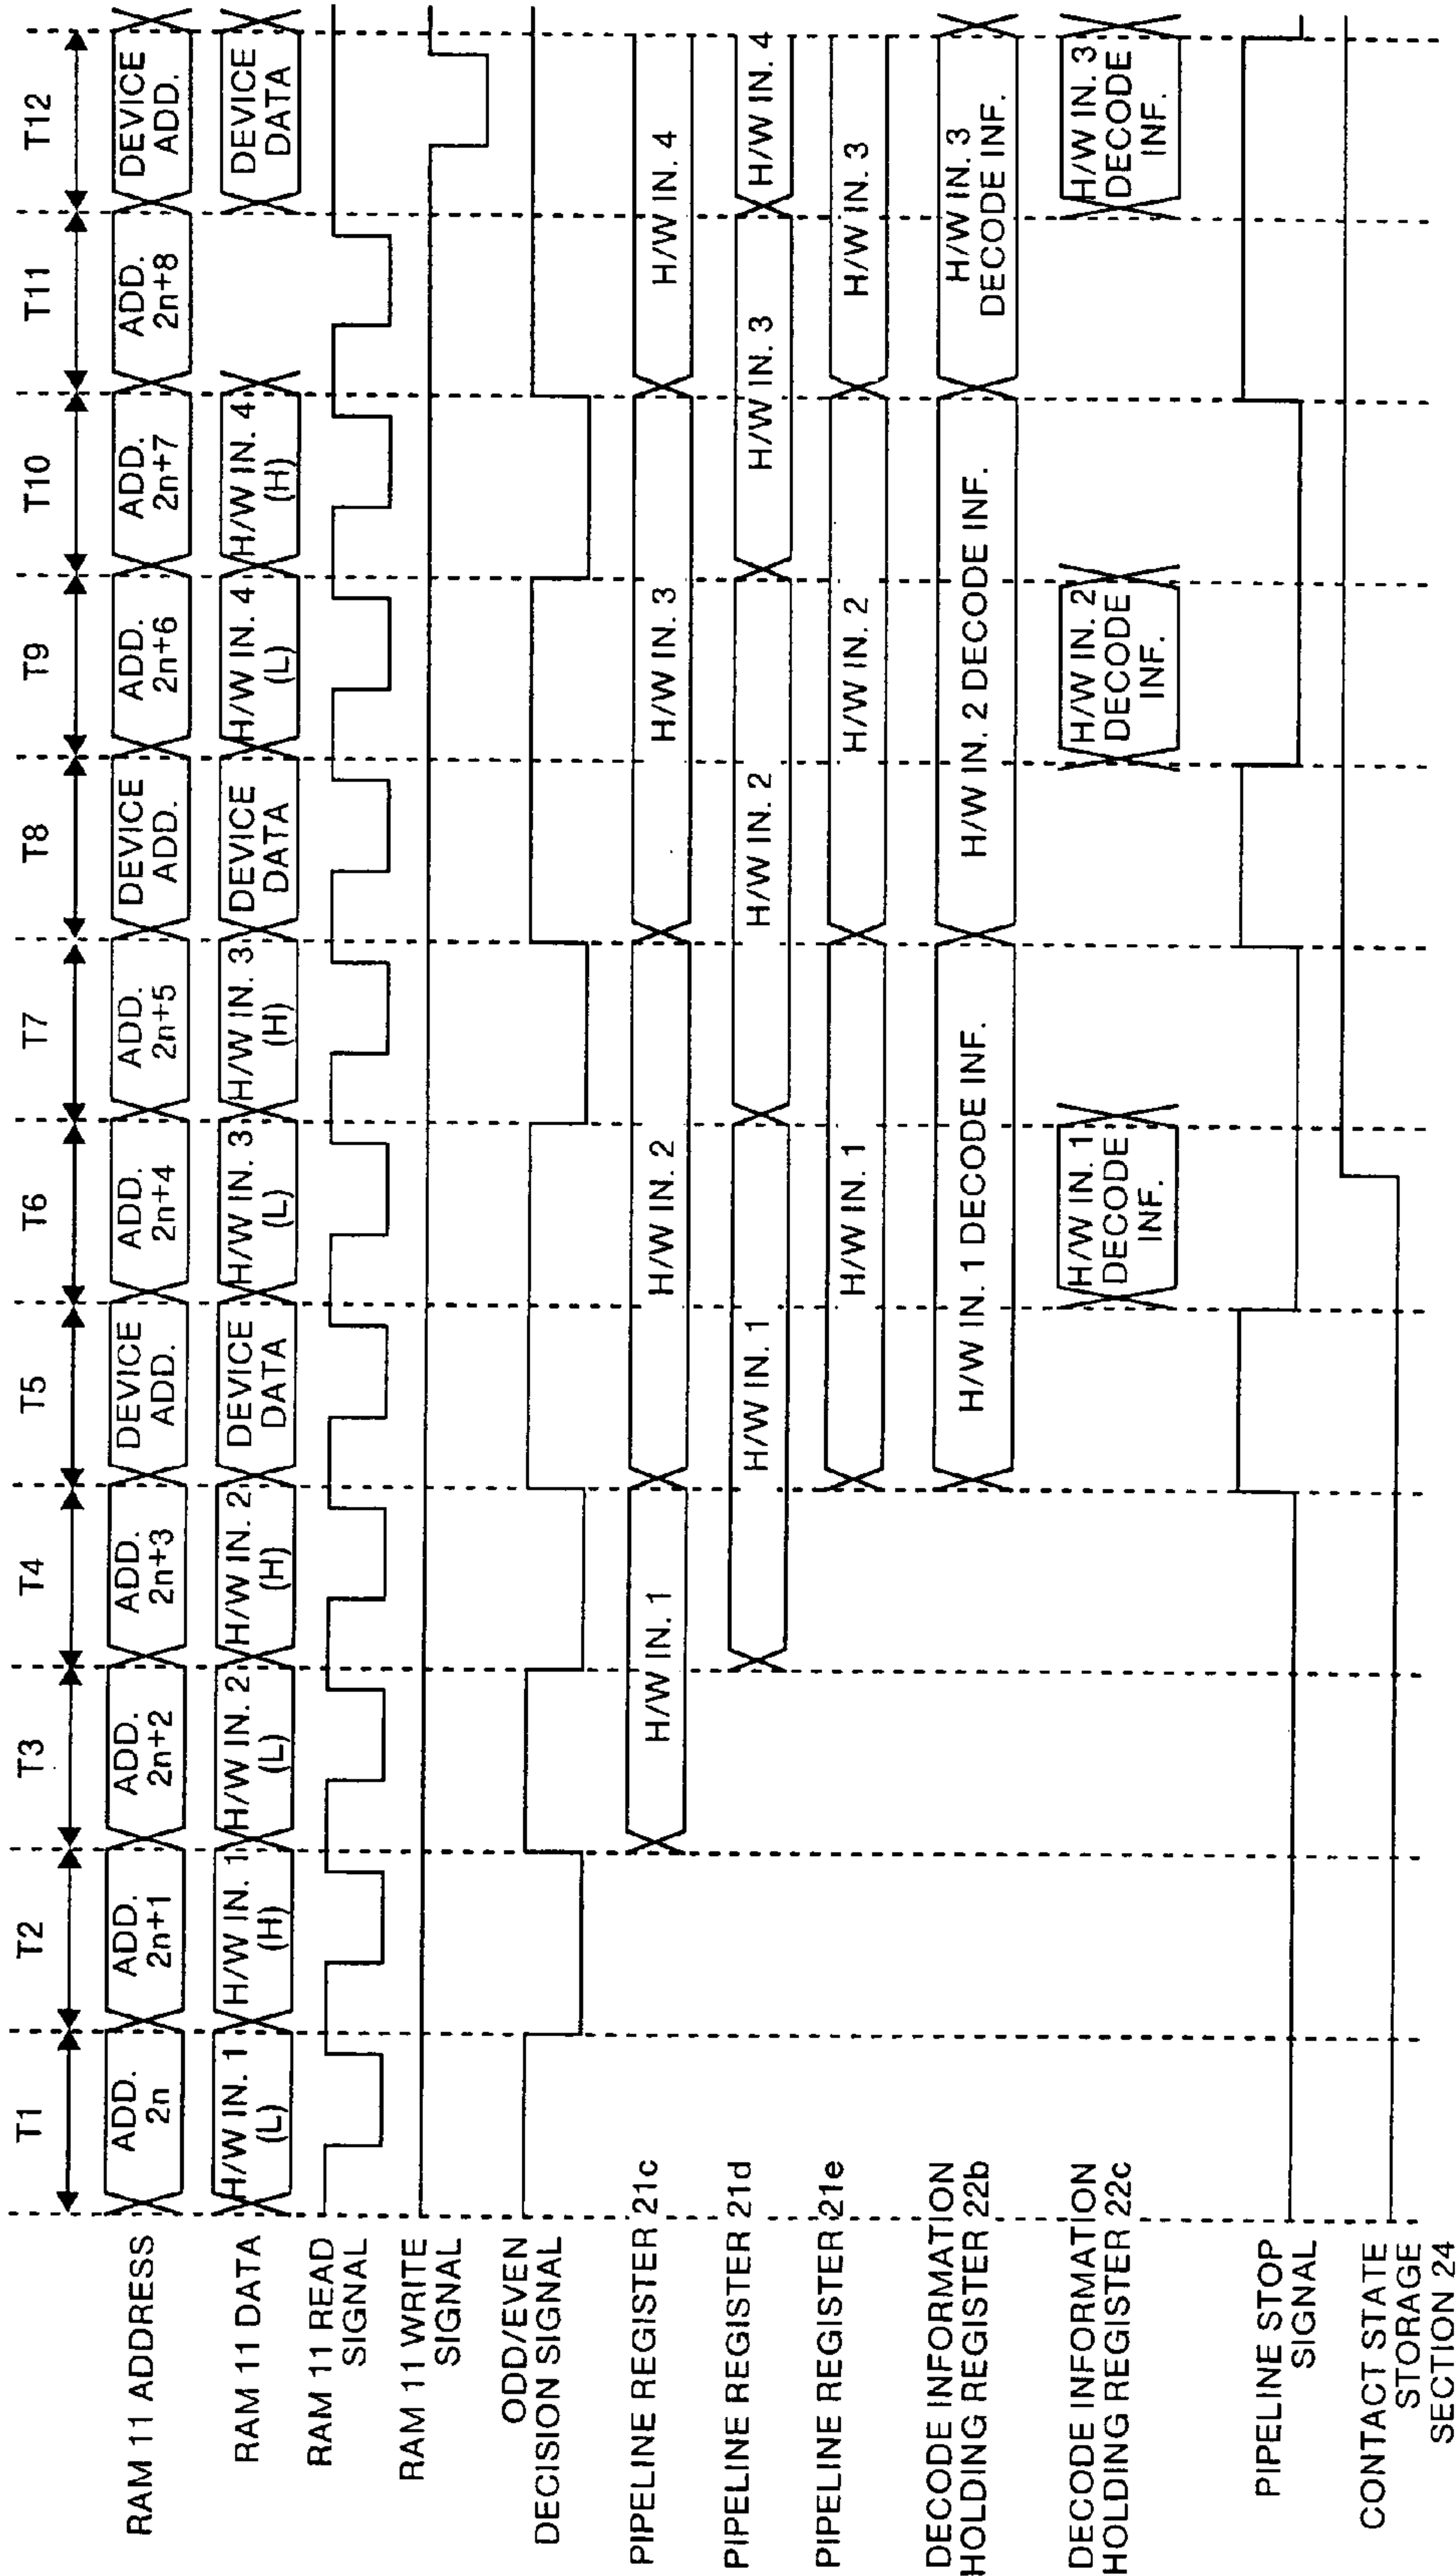 T1
T2
T3
T4
T5
T6
T7
T8
T9
T10
T11
T12
RAM 11 ADDRESS
ADD.
2n
ADD.
2n+1
ADD.
2n+2
ADD.
2n+3
DEVICE
ADD.
ADD.
2n+4
ADD.
2n+5
DEVICE
ADD.
ADD.
2n+6
ADD.
2n+7
ADD.
2n+8
DEVICE
ADD.
RAM 11 DATA
H/W IN. 1
(L)
H/W IN. 1
(H)
H/W IN. 2
(L)
H/W IN. 2
(H)
DEVICE
DATA
H/W IN. 3
(L)
H/W IN. 3
(H)
DEVICE
DATA
H/W IN. 4
(L)
H/W IN. 4
(H)
DEVICE
DATA
RAM 11 READ
SIGNAL
RAM 11 WRITE
SIGNAL
ODD/EVEN
DECISION SIGNAL
PIPELINE REGISTER 21c
H/W IN. 1
H/W IN. 2
H/W IN. 3
H/W IN. 4
PIPELINE REGISTER 21d
H/W IN. 1
H/W IN. 2
H/W IN. 3
H/W IN. 4
PIPELINE REGISTER 21e
H/W IN. 1
H/W IN. 2
H/W IN. 3
DECODE INFORMATION
HOLDING REGISTER 22b
H/W IN. 1 DECODE INF.
H/W IN. 2 DECODE INF.
H/W IN. 3
DECODE INF.
DECODE INFORMATION
HOLDING REGISTER 22c
H/W IN. 1
DECODE
INF.
H/W IN. 2
DECODE
INF.
H/W IN. 3
DECODE
INF.
PIPELINE STOP
SIGNAL
CONTACT STATE
STORAGE
SECTION 24